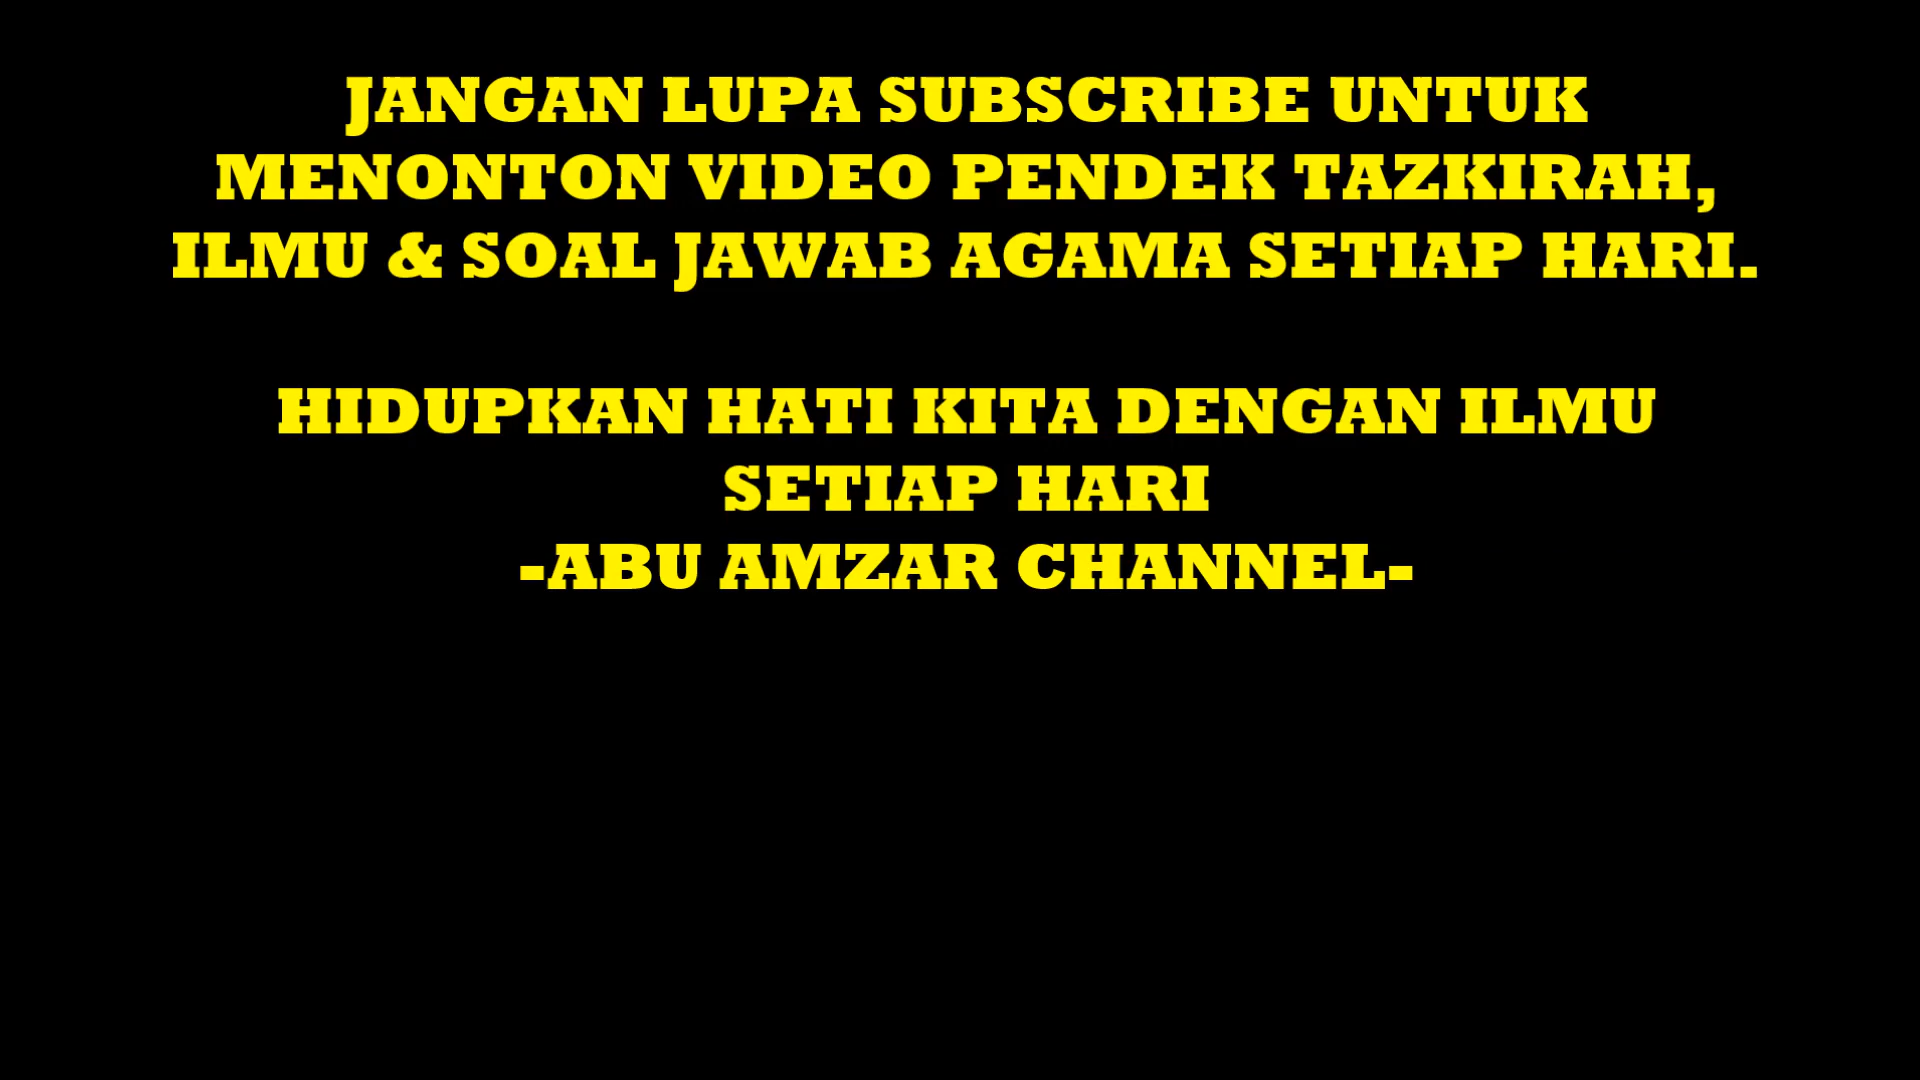 JANGAN LUPA SUBSCRIBE UNTUK
MENONTON VIDEO PENDEK TAZKIRAH,
ILMU & SOAL JAWAB AGAMA SETIAP HARI.
HIDUPKAN HATI KITA DENGAN ILMU
SETIAP HARI
-ABU AMZAR CHANNEL-